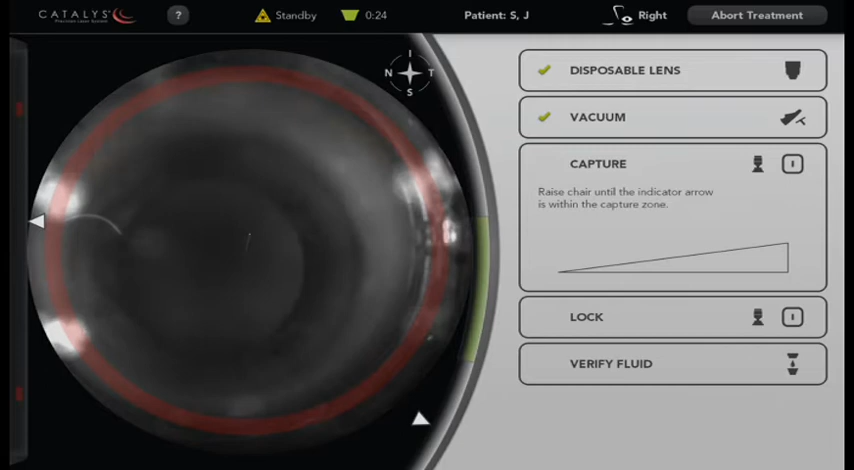 CATALYS
Precision Laser System
?
Standby
0:24
Patient: S, J
Right
Abort Treatment
I
N T
S
DISPOSABLE LENS
VACUUM
CAPTURE
Raise chair until the indicator arrow
is within the capture zone.
LOCK
VERIFY FLUID